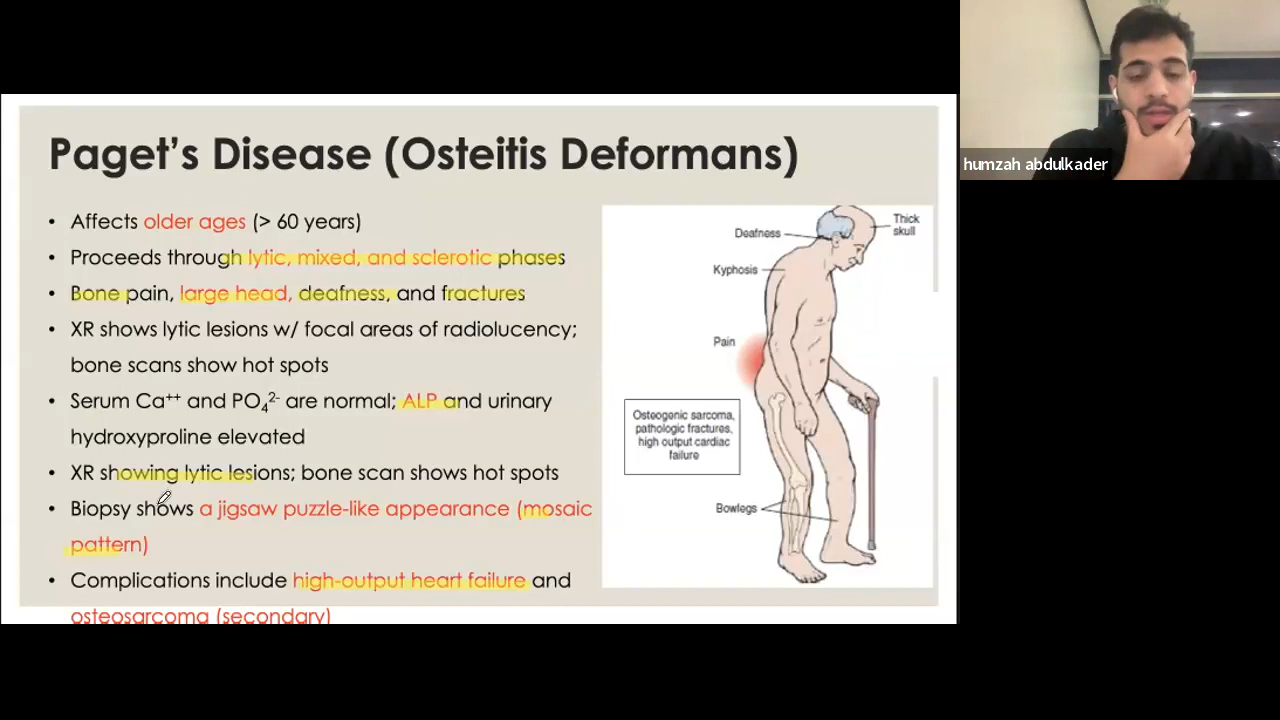 Paget's Disease (Osteitis Deformans)
• Affects older ages (> 60 years)
• Proceeds through lytic, mixed, and sclerotic phases
• Bone pain, large head, deafness, and fractures
• XR shows lytic lesions w/ focal areas of radiolucency;
bone scans show hot spots
• Serum Ca⁺⁺ and PO₄²⁻ are normal; ALP and urinary
hydroxyproline elevated
• XR showing lytic lesions; bone scan shows hot spots
• Biopsy shows a jigsaw puzzle-like appearance (mosaic
pattern)
• Complications include high-output heart failure and
osteosarcoma (secondary)
Deafness
Thick
skull
Kyphosis
Pain
Osteogenic sarcoma,
pathologic fractures,
high output cardiac
failure
Bowlegs
humzah abdulkader